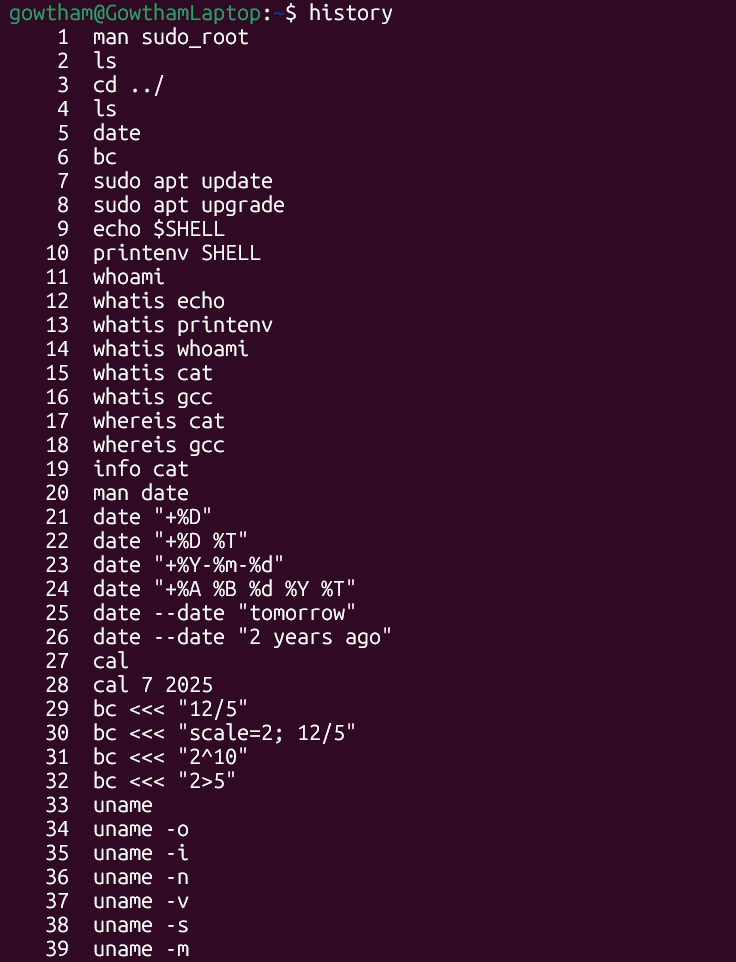 gowtham@GowthamLaptop:~$ history
1 man sudo_root
2 ls
3 cd ../
4 ls
5 date
6 bc
7 sudo apt update
8 sudo apt upgrade
9 echo $SHELL
10 printenv SHELL
11 whoami
12 whatis echo
13 whatis printenv
14 whatis whoami
15 whatis cat
16 whatis gcc
17 whereis cat
18 whereis gcc
19 info cat
20 man date
21 date "+%D"
22 date "+%D %T"
23 date "+%Y-%m-%d"
24 date "+%A %B %d %Y %T"
25 date --date "tomorrow"
26 date --date "2 years ago"
27 cal
28 cal 7 2025
29 bc <<< "12/5"
30 bc <<< "scale=2; 12/5"
31 bc <<< "2^10"
32 bc <<< "2>5"
33 uname
34 uname -o
35 uname -i
36 uname -n
37 uname -v
38 uname -s
39 uname -m